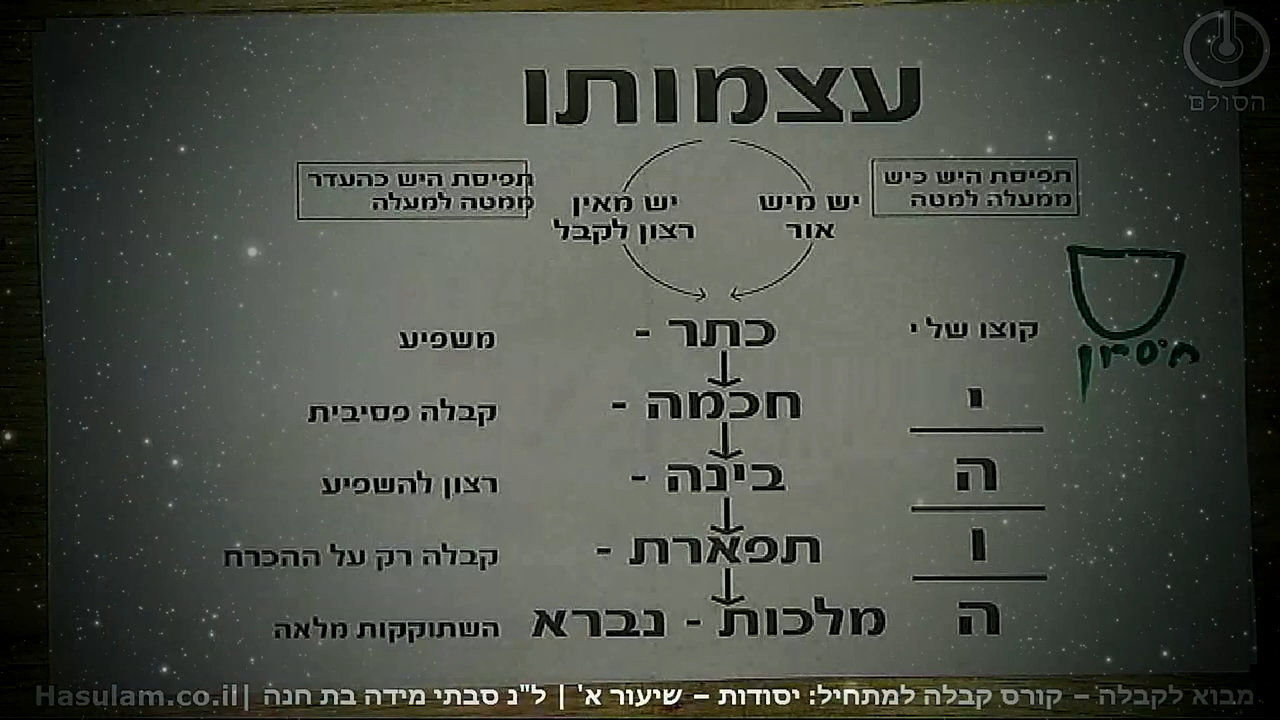 הסולם
עצמותו
תפיסת היש כיש
ממעלה למטה
יש מיש
אור
יש מאין
רצון לקבל
תפיסת היש כהעדר
ממטה למעלה
קוצו של י
כתר -
משפיע
חסרון
י
חכמה -
קבלה פסיבית
ה
בינה -
רצון להשפיע
ו
תפארת -
קבלה רק על ההכרח
ה
מלכות - נברא
השתוקקות מלאה
מבוא לקבלה – קורס קבלה למתחיל: יסודות – שיעור א' | ל"נ סבתי מידה בת חנה | Hasulam.co.il